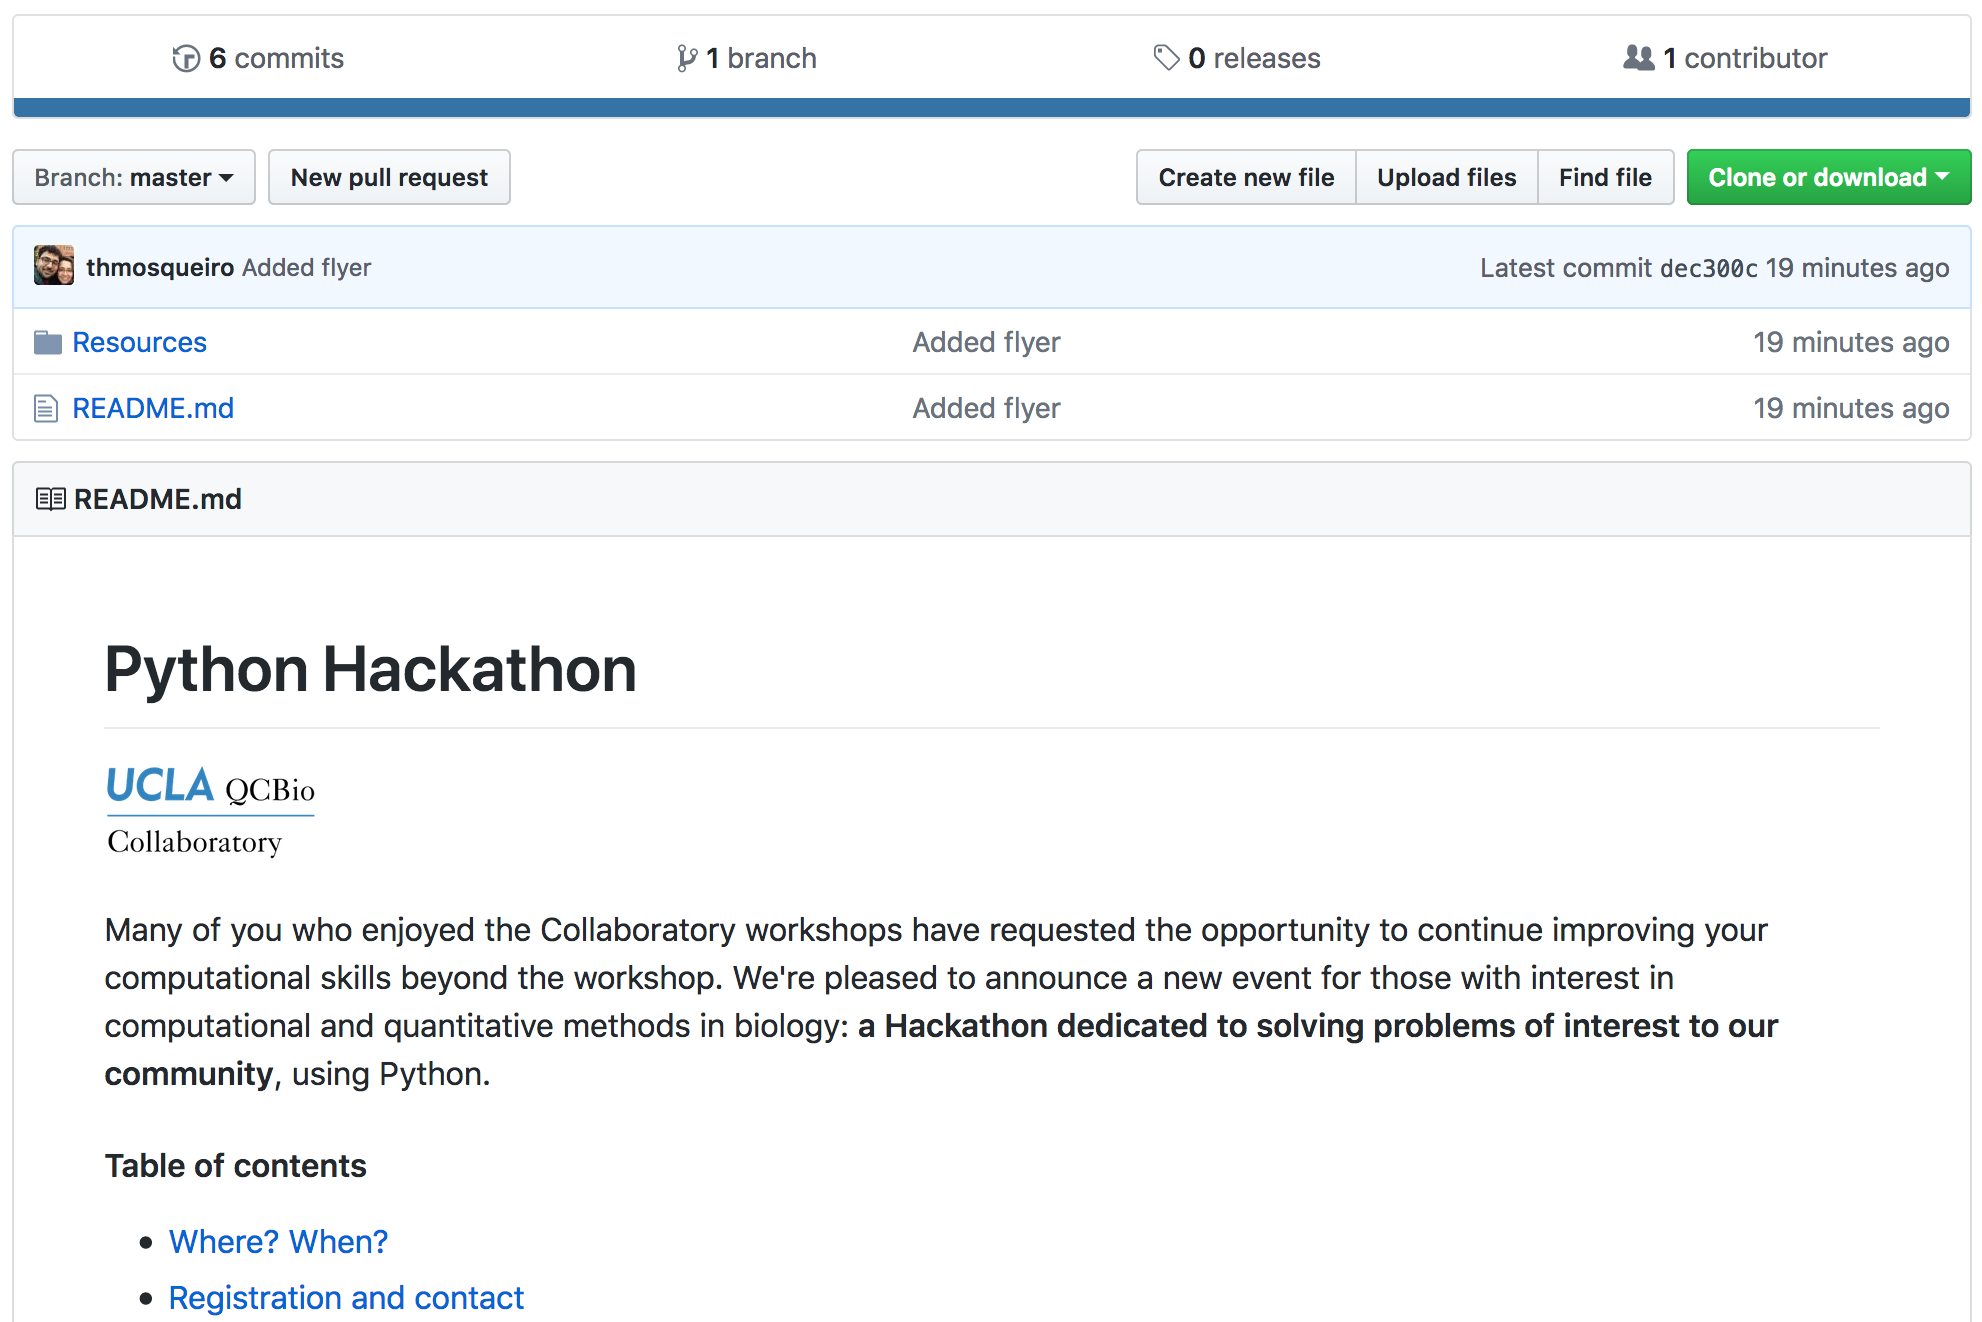 6 commits 1 branch 0 releases 1 contributor
Branch: master New pull request Create new file Upload files Find file Clone or download
thmosqueiro Added flyer Latest commit dec300c 19 minutes ago
Resources Added flyer 19 minutes ago
README.md Added flyer 19 minutes ago
README.md
Python Hackathon
UCLA QCBio
Collaboratory
Many of you who enjoyed the Collaboratory workshops have requested the opportunity to continue improving your
computational skills beyond the workshop. We're pleased to announce a new event for those with interest in
computational and quantitative methods in biology: a Hackathon dedicated to solving problems of interest to our
community, using Python.
Table of contents
• Where? When?
• Registration and contact